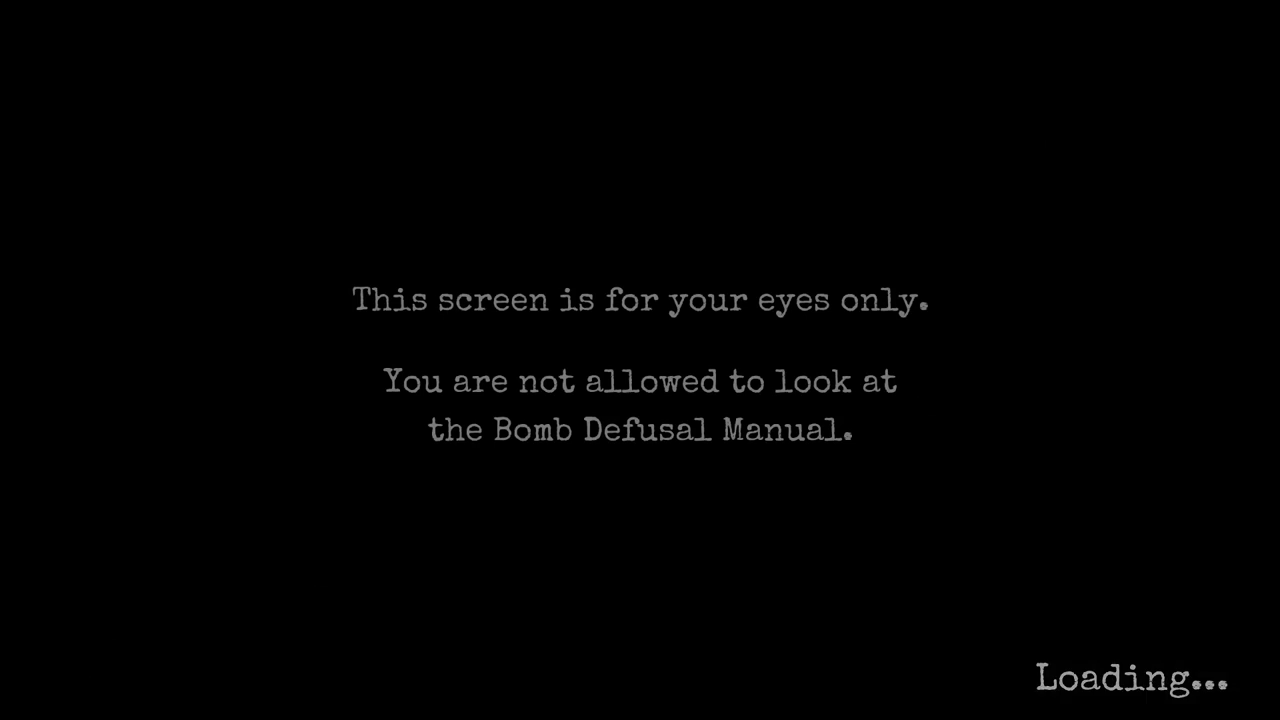 This screen is for your eyes only.
You are not allowed to look at
the Bomb Defusal Manual.
Loading...